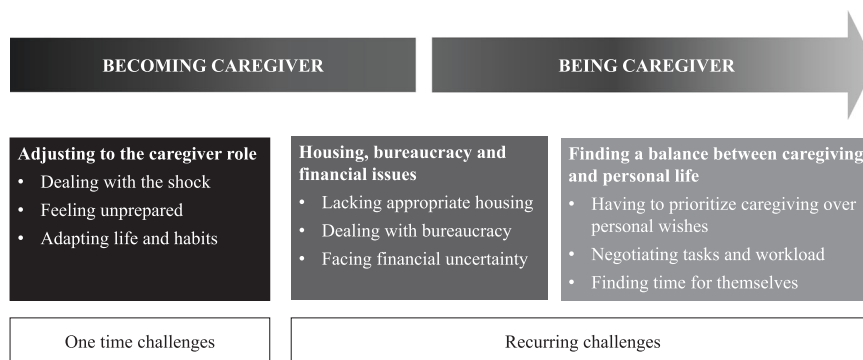 BECOMING CAREGIVER
BEING CAREGIVER
Adjusting to the caregiver role
• Dealing with the shock
• Feeling unprepared
• Adapting life and habits
Housing, bureaucracy and
financial issues
• Lacking appropriate housing
• Dealing with bureaucracy
• Facing financial uncertainty
Finding a balance between caregiving
and personal life
• Having to prioritize caregiving over
personal wishes
• Negotiating tasks and workload
• Finding time for themselves
One time challenges
Recurring challenges